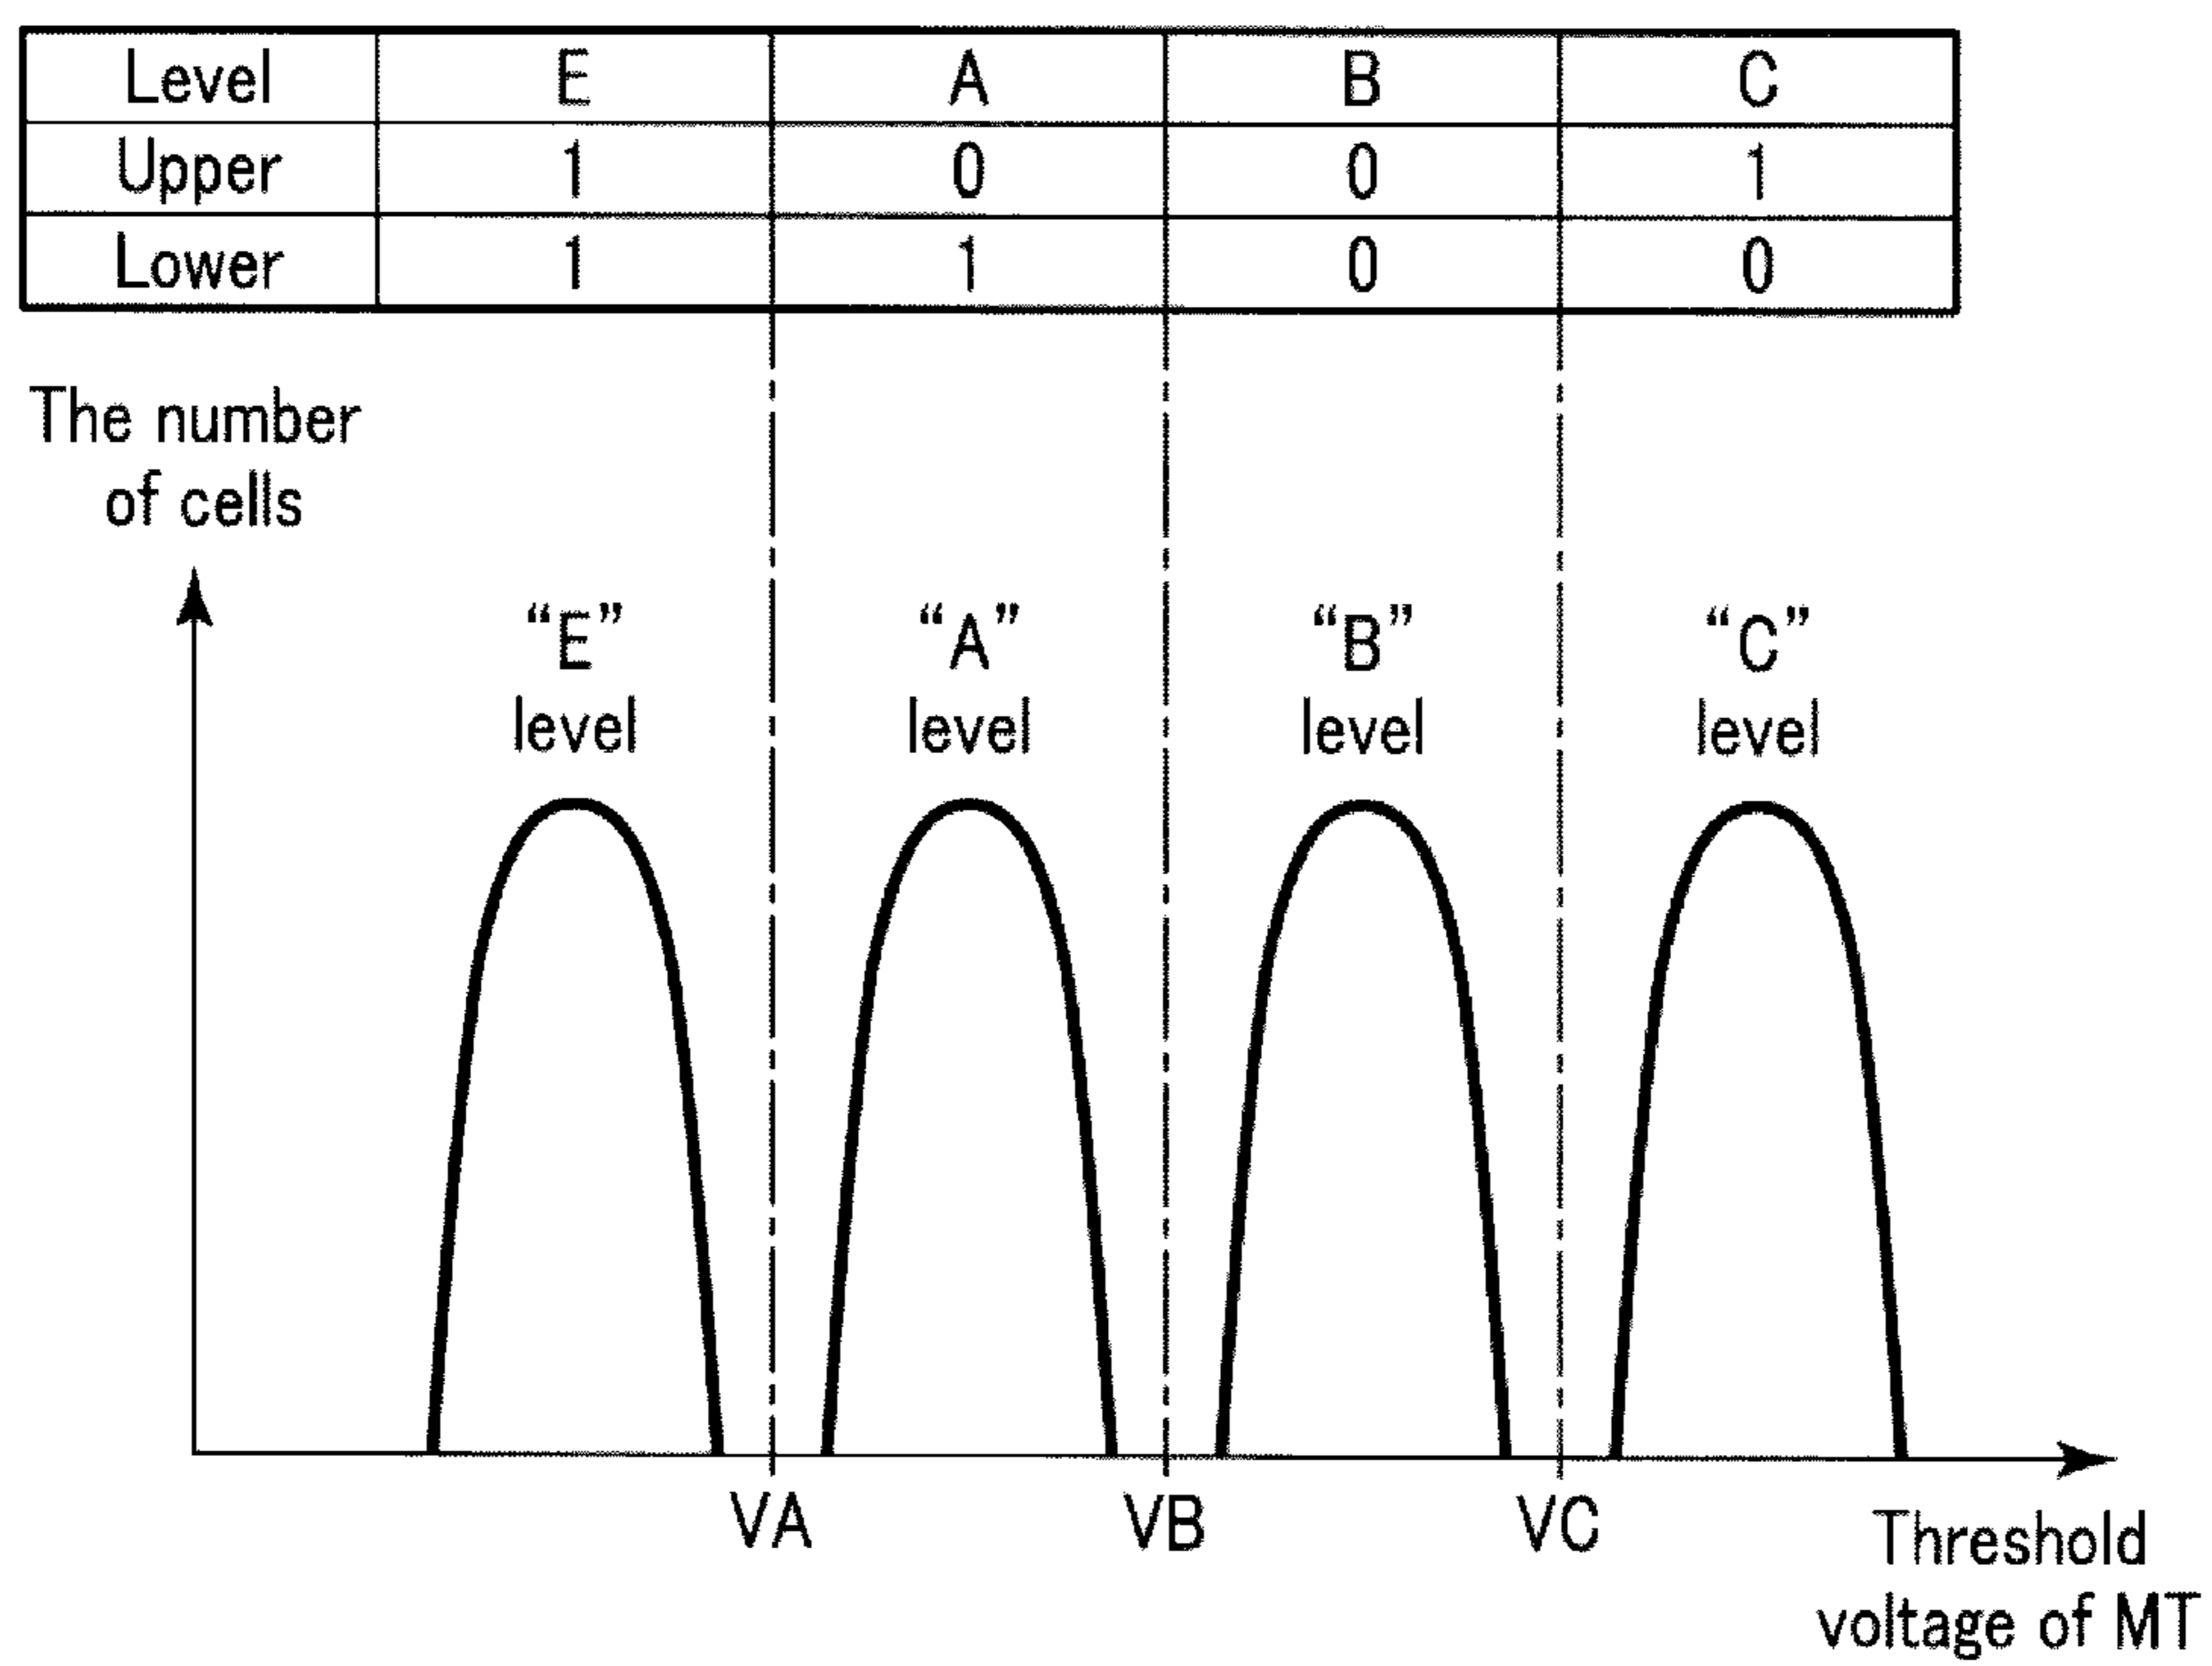 Level E A B C
Upper 1 0 0 1
Lower 1 1 0 0
The number
of cells
“E” “A” “B” “C”
level level level level
VA VB VC
Threshold
voltage of MT